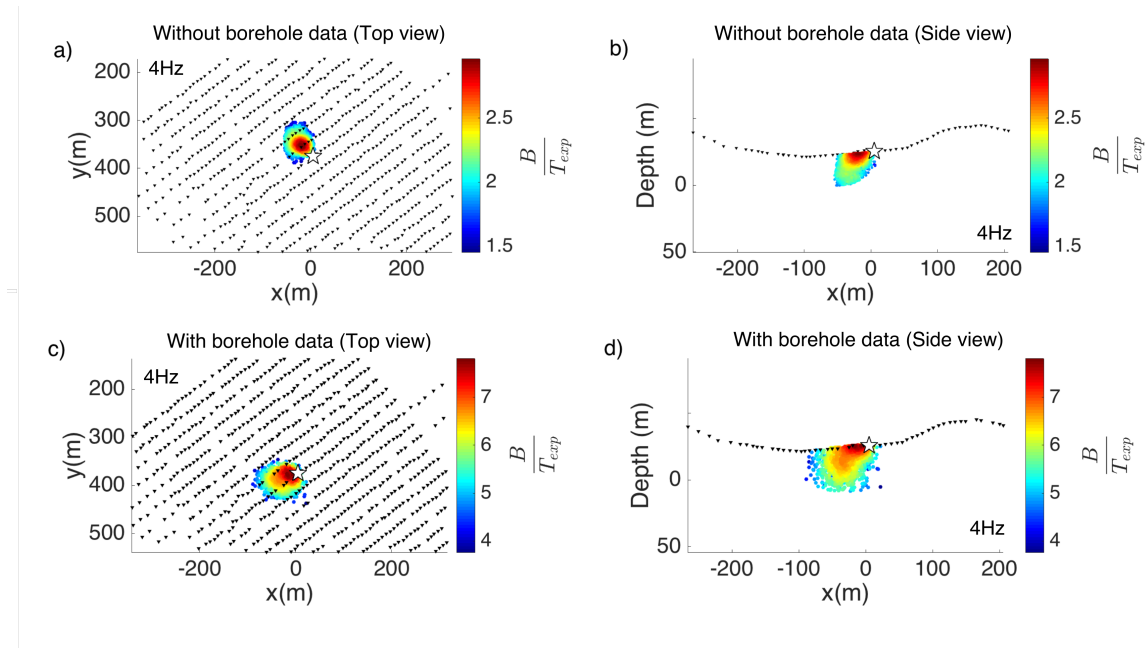 a)
Without borehole data (Top view)
4Hz
200
300
400
500
y(m)
-200
0
200
x(m)
2.5
2
1.5
B
T_exp
b)
Without borehole data (Side view)
Depth (m)
0
50
4Hz
-200
-100
0
100
200
x(m)
2.5
2
1.5
B
T_exp
c)
With borehole data (Top view)
4Hz
200
300
400
500
y(m)
-200
0
200
x(m)
7
6
5
4
B
T_exp
d)
With borehole data (Side view)
Depth (m)
0
50
4Hz
-200
-100
0
100
200
x(m)
7
6
5
4
B
T_exp